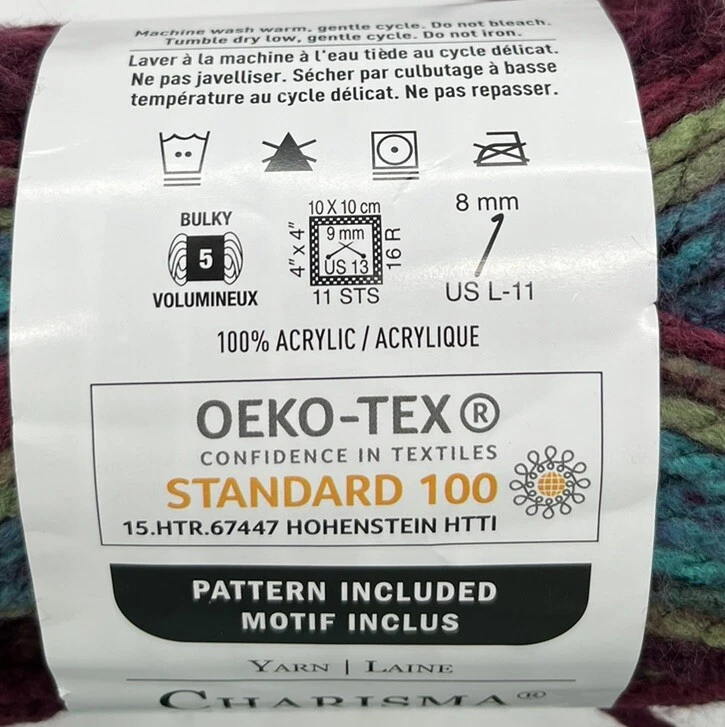 Machine wash warm, gentle cycle. Do not bleach.
Tumble dry low, gentle cycle. Do not iron.
Laver à la machine à l'eau tiède au cycle délicat.
Ne pas javelliser. Sécher par culbutage à basse
température au cycle délicat. Ne pas repasser.
BULKY
5
VOLUMINEUX
10 X 10 cm
4" x 4"
9 mm
US 13
16 R
11 STS
8 mm
US L-11
100% ACRYLIC / ACRYLIQUE
OEKO-TEX®
CONFIDENCE IN TEXTILES
STANDARD 100
15.HTR.67447 HOHENSTEIN HTTI
PATTERN INCLUDED
MOTIF INCLUS
YARN | LAINE
CHARISMA®